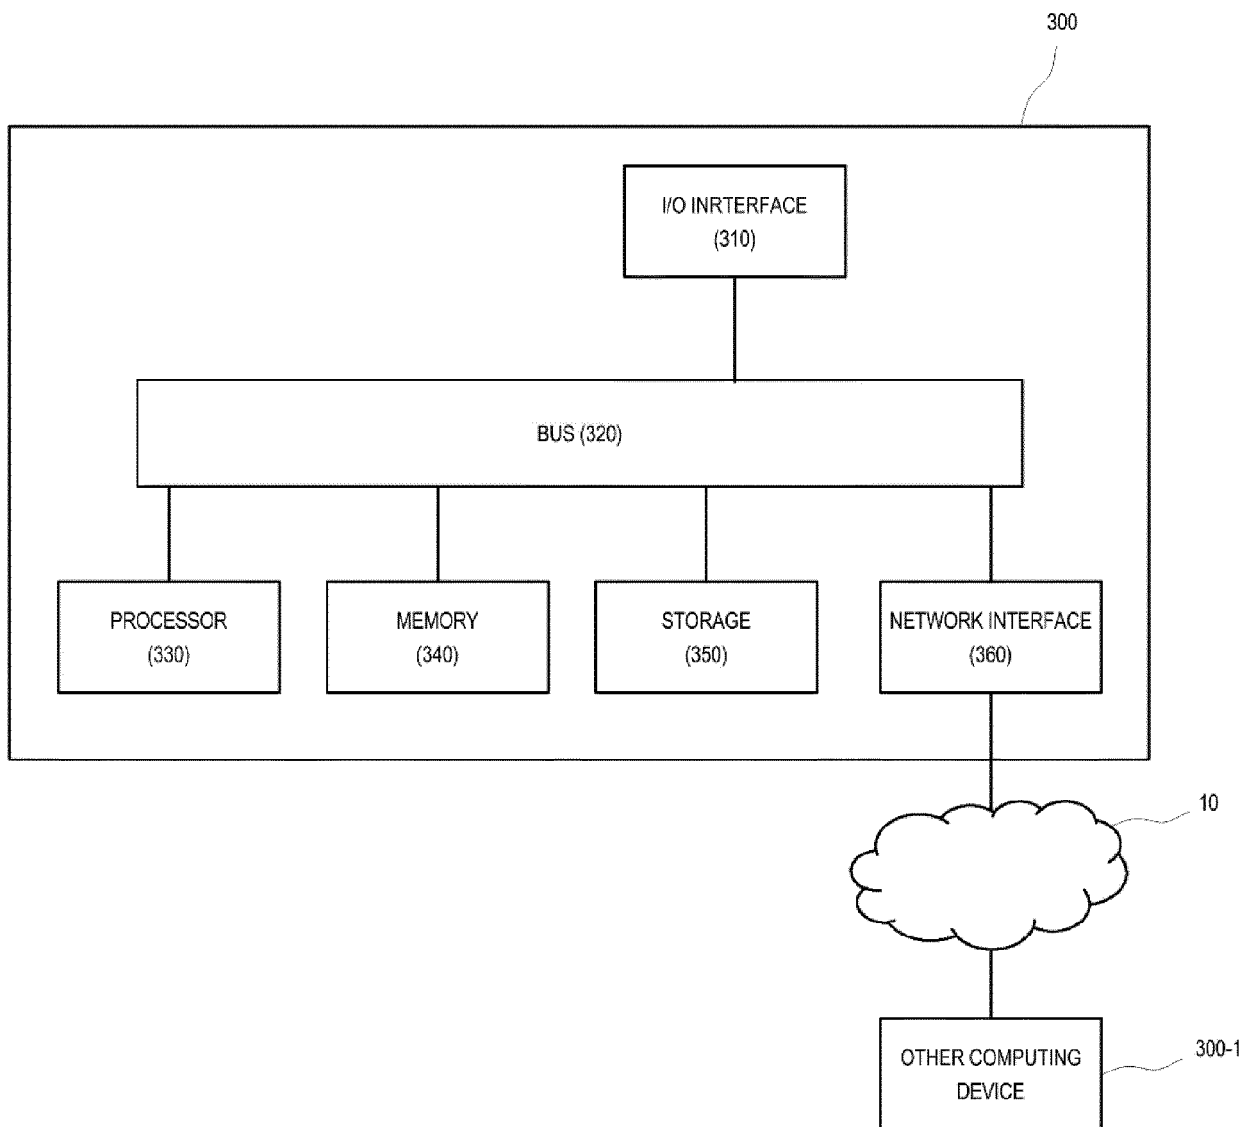 300
I/O INRTERFACE
(310)
BUS (320)
PROCESSOR
(330)
MEMORY
(340)
STORAGE
(350)
NETWORK INTERFACE
(360)
10
OTHER COMPUTING
DEVICE
300-1